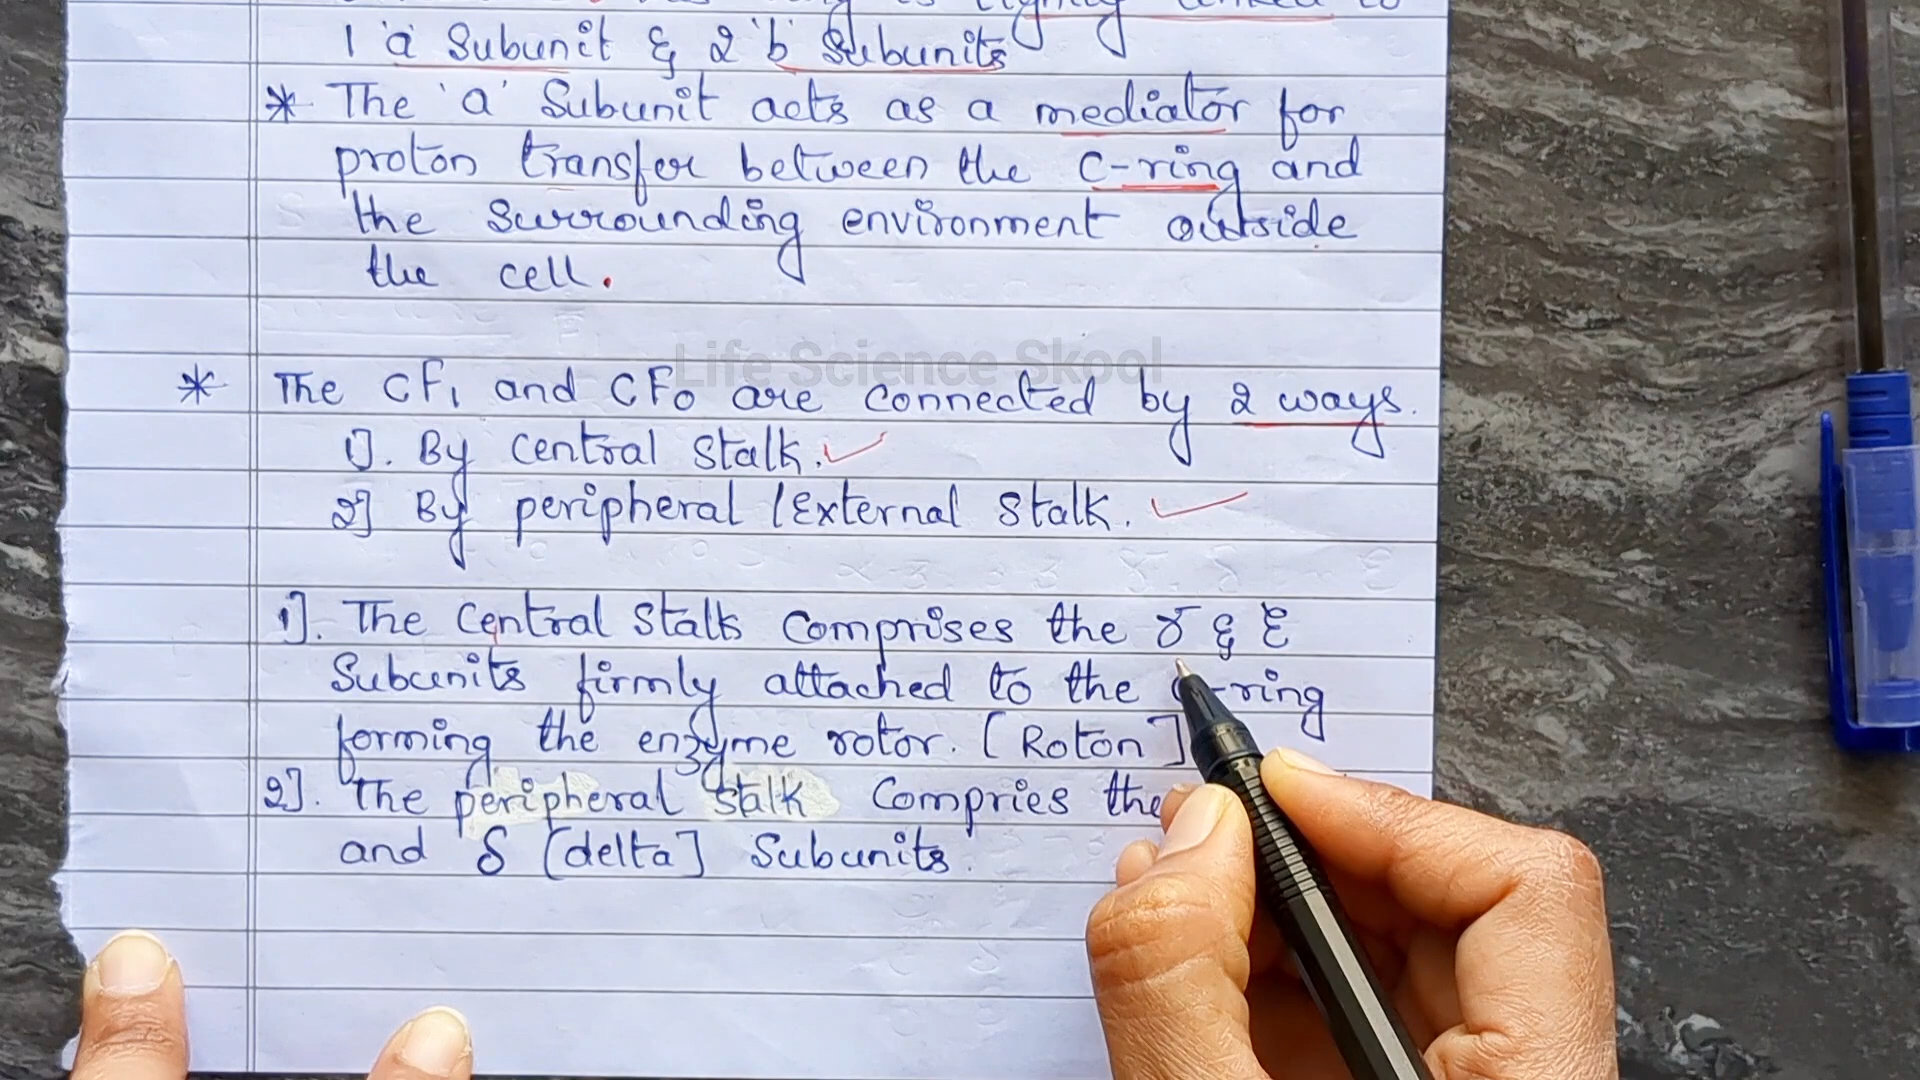 1 'a' Subunit & 2 'b' Subunits
* The 'a' Subunit acts as a mediator for
proton transfer between the C-ring and
the surrounding environment outside
the cell.
Life Science Skool
* The CF₁ and CF₀ are connected by 2 ways.
1]. By central stalk.
2] By peripheral / External stalk.
1]. The Central stalk comprises the γ & ε
Subunits firmly attached to the -ring
forming the enzyme rotor. [Roton]
2]. The peripheral stalk compries the
and δ [delta] Subunits.